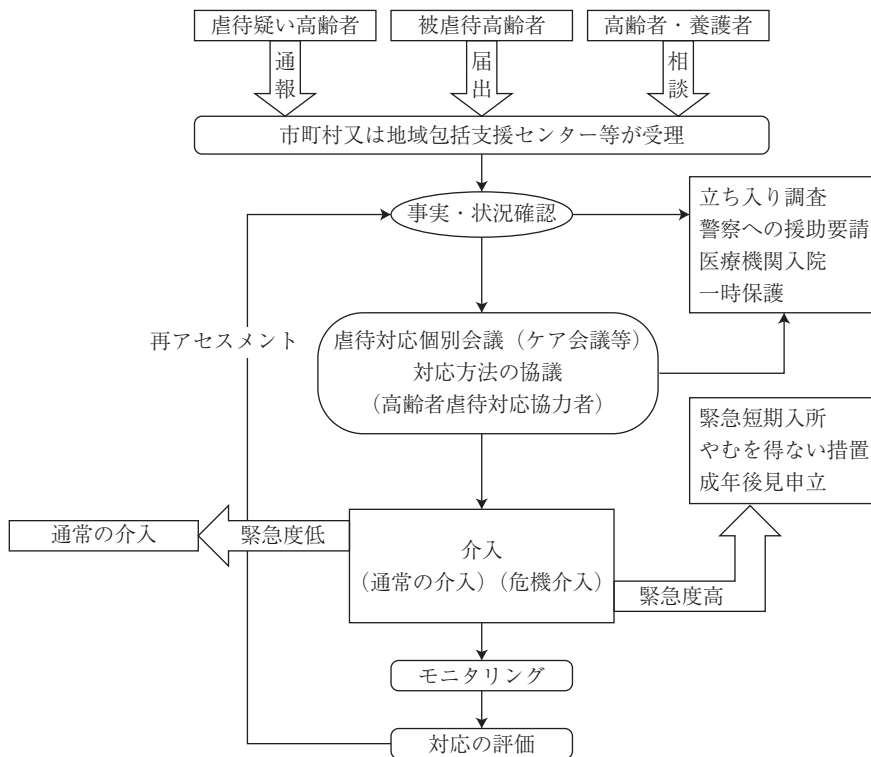 虐待疑い高齢者
被虐待高齢者
高齢者・養護者
通報
届出
相談
市町村又は地域包括支援センター等が受理
事実・状況確認
立ち入り調査
警察への援助要請
医療機関入院
一時保護
再アセスメント
虐待対応個別会議（ケア会議等）
対応方法の協議
（高齢者虐待対応協力者）
緊急短期入所
やむを得ない措置
成年後見申立
通常の介入
緊急度低
介入
（通常の介入）（危機介入）
緊急度高
モニタリング
対応の評価